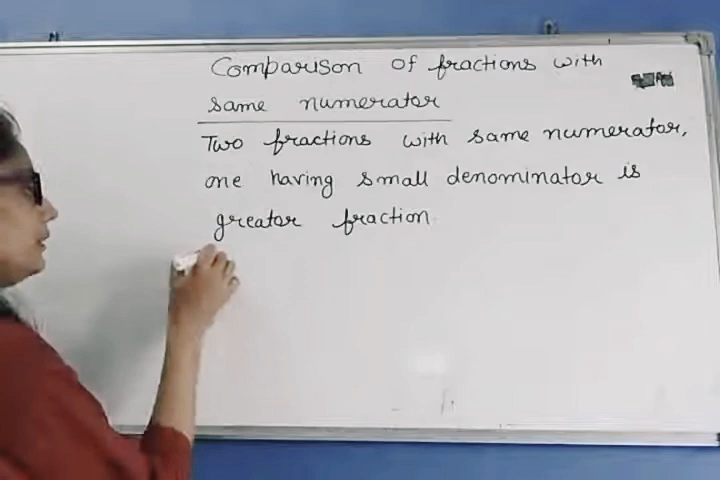 Comparison of fractions with
same numerator
Two fractions with same numerator,
one having small denominator is
greater fraction.